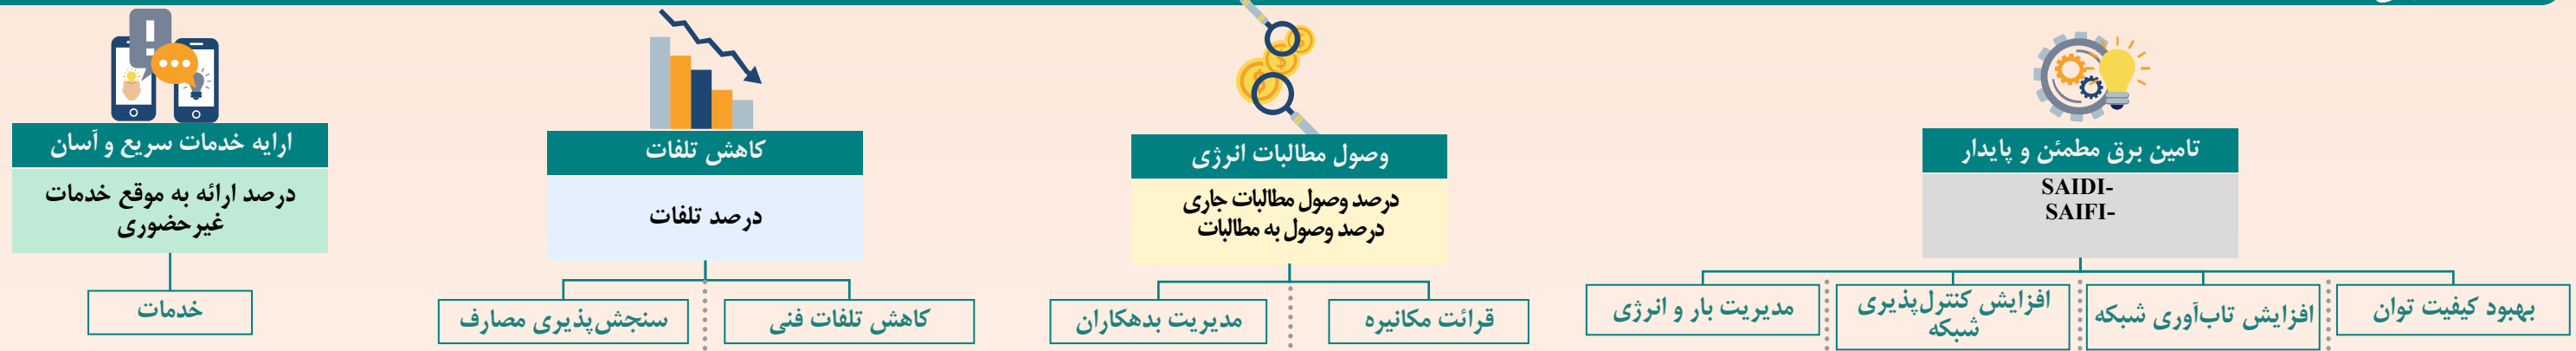 تامین برق مطمئن و پایدار
SAIDI-
SAIFI-
بهبود کیفیت توان
افزایش تاب‌آوری شبکه
افزایش کنترل‌پذیری
شبکه
مدیریت بار و انرژی
وصول مطالبات انرژی
درصد وصول مطالبات جاری
درصد وصول به مطالبات
قرائت مکانیزه
مدیریت بدهکاران
کاهش تلفات
درصد تلفات
کاهش تلفات فنی
سنجش‌پذیری مصارف
ارایه خدمات سریع و آسان
درصد ارائه به موقع خدمات
غیرحضوری
خدمات